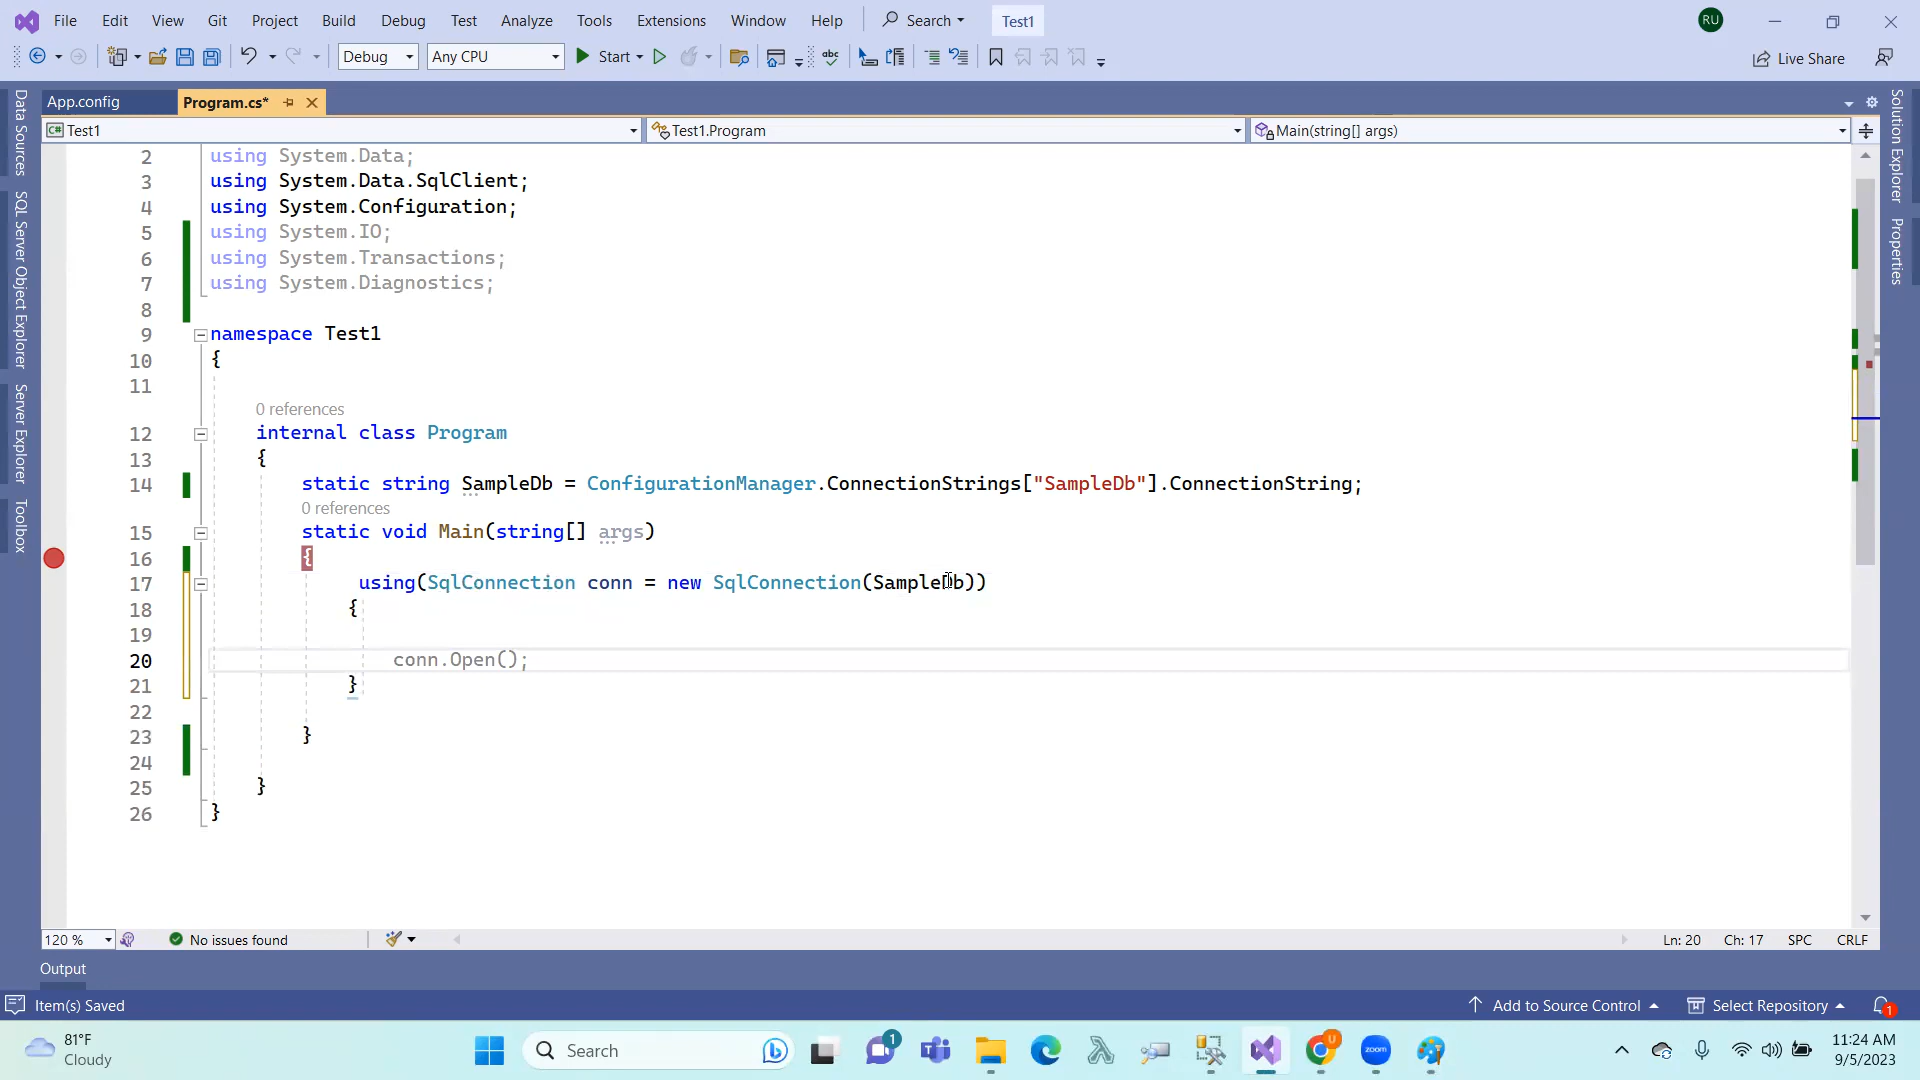 File Edit View Git Project Build Debug Test Analyze Tools Extensions Window Help Search Test1 RU
Debug Any CPU Start abc Live Share
App.config Program.cs*
C# Test1 Test1.Program Main(string[] args)
2 using System.Data;
3 using System.Data.SqlClient;
4 using System.Configuration;
5 using System.IO;
6 using System.Transactions;
7 using System.Diagnostics;
8
9 namespace Test1
10 {
11
0 references
12 internal class Program
13 {
14 static string SampleDb = ConfigurationManager.ConnectionStrings["SampleDb"].ConnectionString;
0 references
15 static void Main(string[] args)
16 {
17 using(SqlConnection conn = new SqlConnection(SampleDb))
18 {
19
20 conn.Open();
21 }
22
23 }
24
25 }
26 }
Data Sources
SQL Server Object Explorer
Server Explorer
Toolbox
Solution Explorer
Properties
120 % No issues found Ln: 20 Ch: 17 SPC CRLF
Output
Item(s) Saved Add to Source Control Select Repository 1
81°F
Cloudy
Search
1
zoom
11:24 AM
9/5/2023